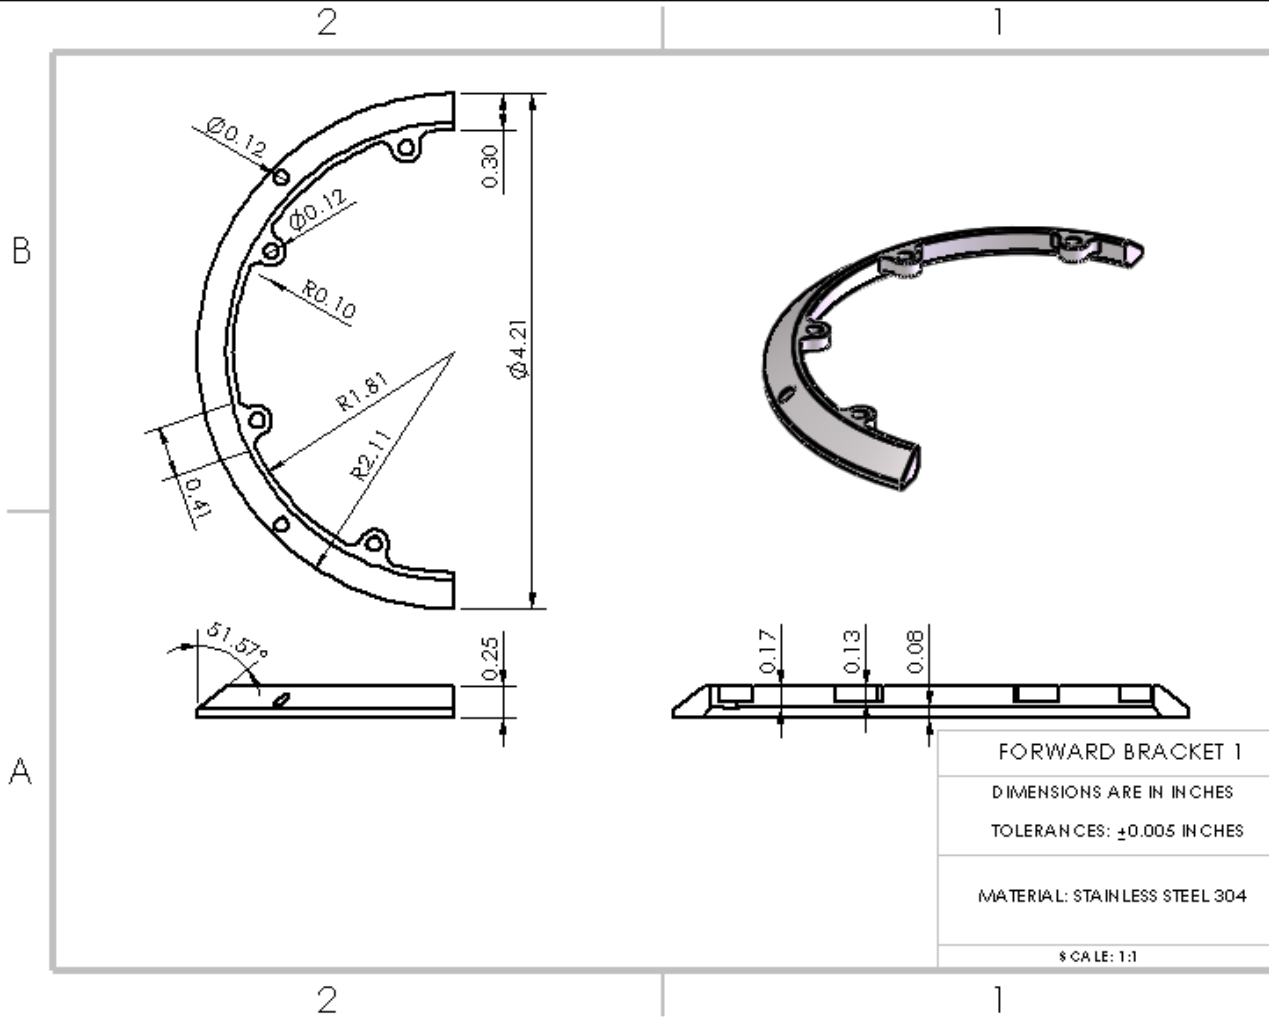 2
1
Ø0.12
0.30
Ø0.12
B
R0.10
Ø4.21
R1.81
R2.11
0.41
51.57°
0.25
0.17
0.13
0.08
A
FORWARD BRACKET 1
DIMENSIONS ARE IN INCHES
TOLERANCES: ±0.005 INCHES
MATERIAL: STAINLESS STEEL 304
SCALE: 1:1
2
1